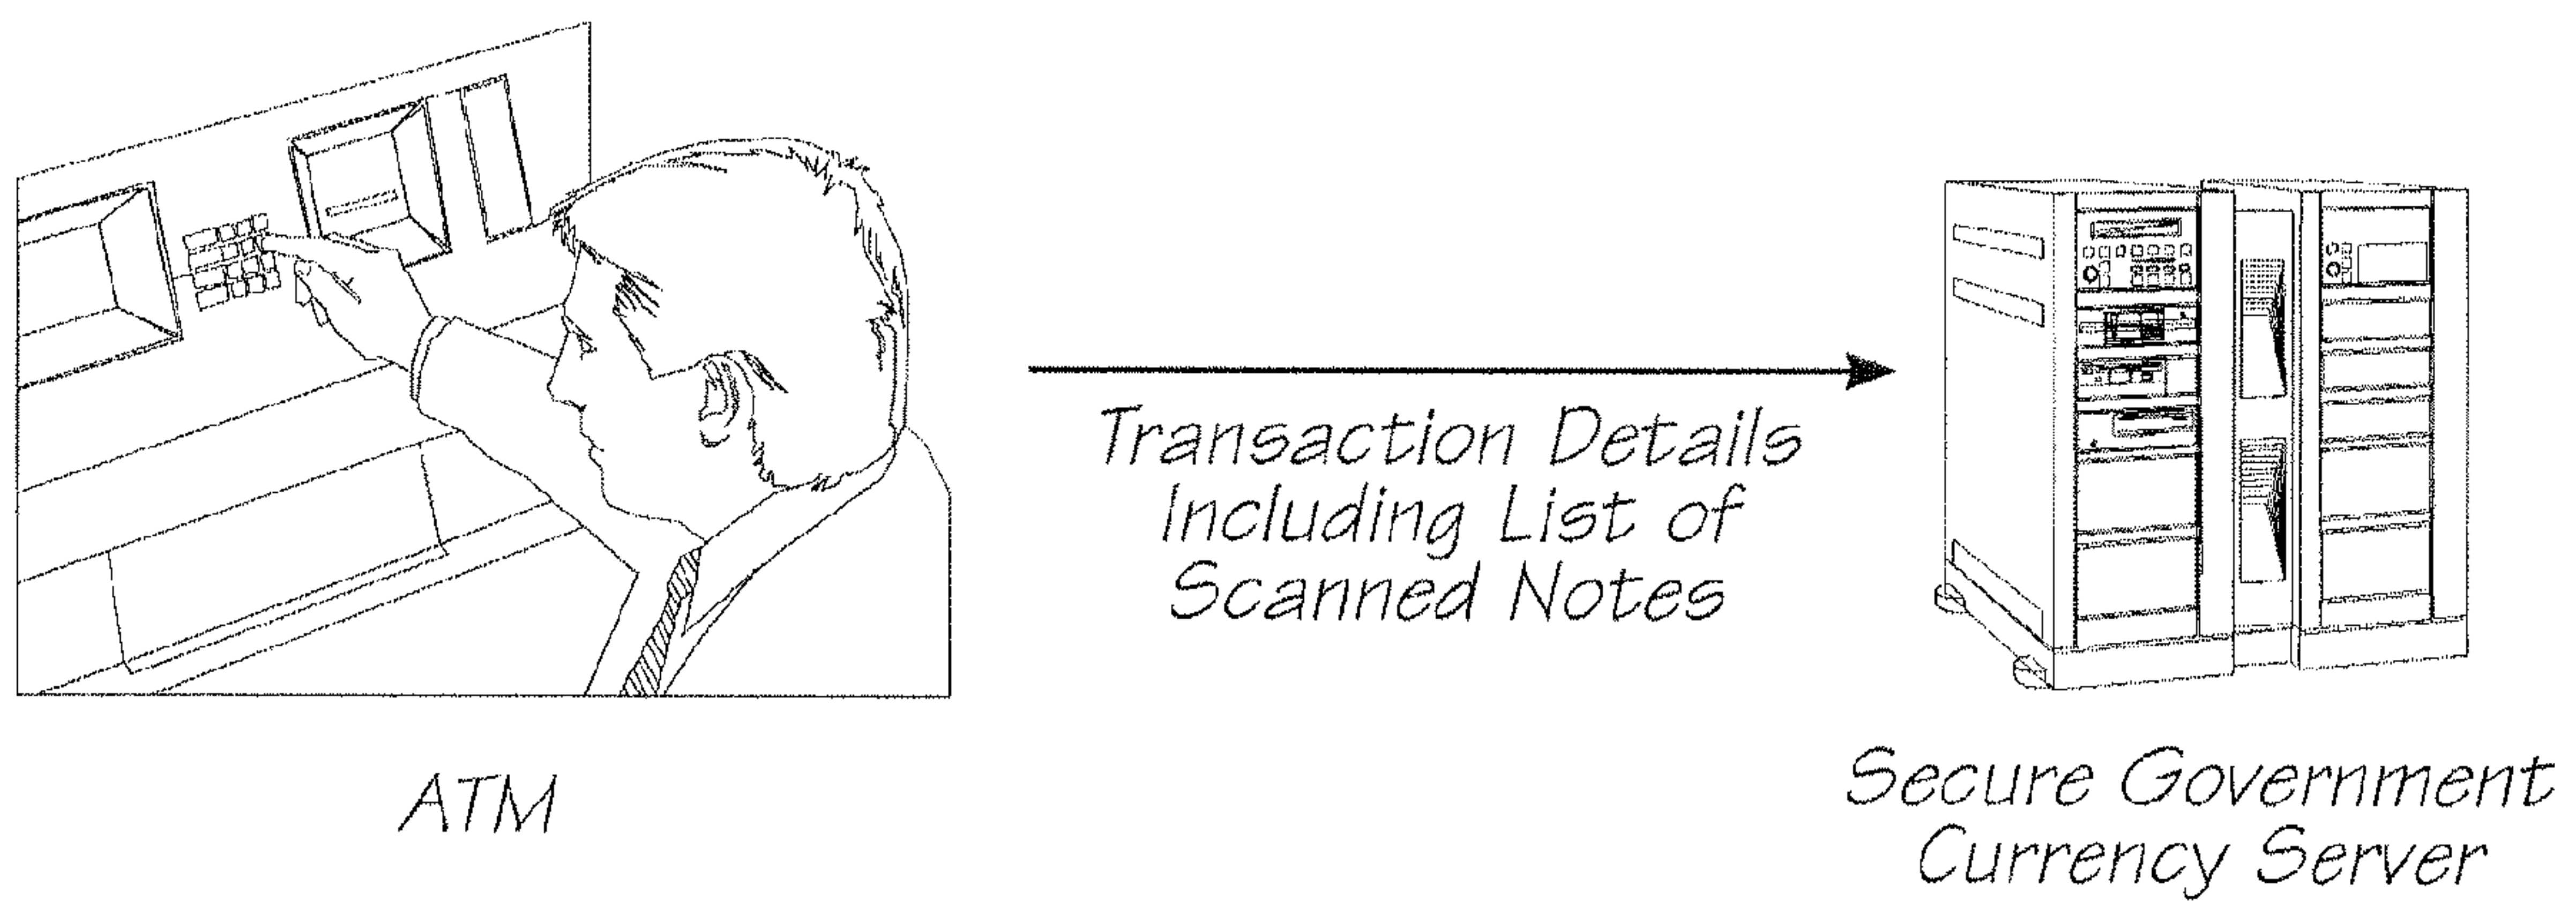 Transaction Details
Including List of
Scanned Notes
ATM
Secure Government
Currency Server